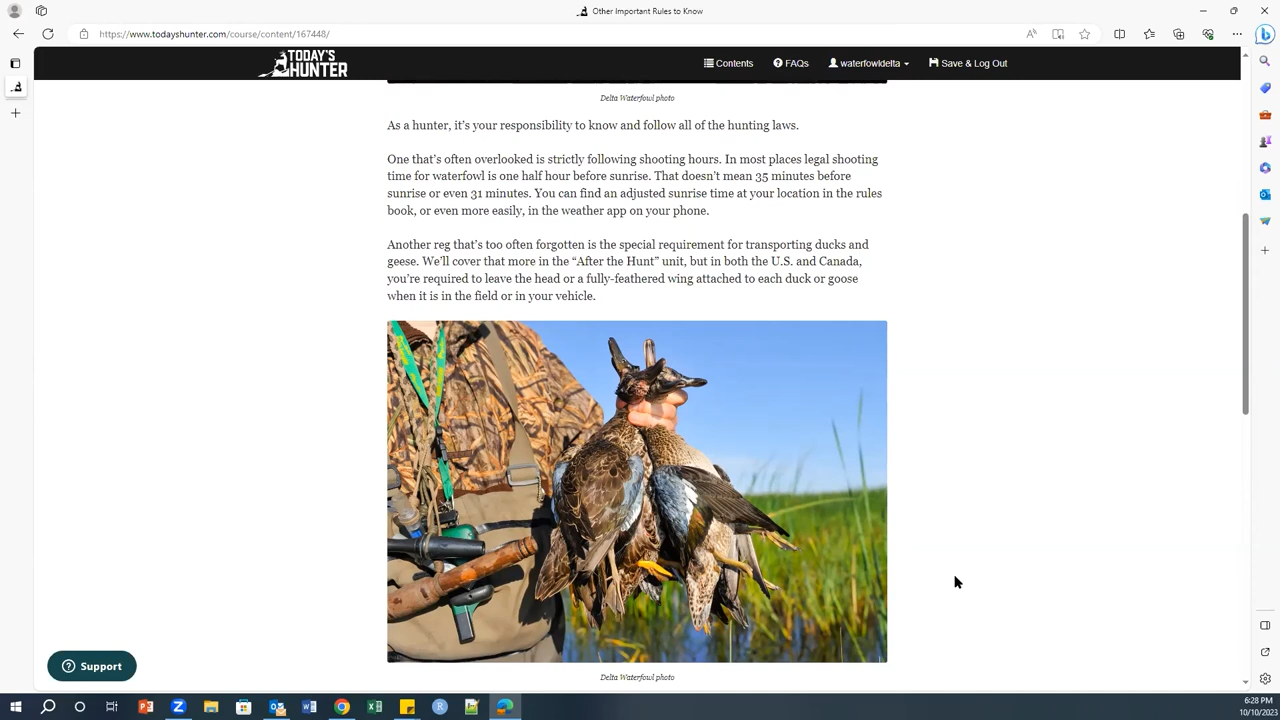 Other Important Rules to Know
https://www.todayshunter.com/course/content/167448/
TODAY'S
HUNTER
Contents
FAQs
waterfowldelta
Save & Log Out
Delta Waterfowl photo
As a hunter, it’s your responsibility to know and follow all of the hunting laws.
One that’s often overlooked is strictly following shooting hours. In most places legal shooting
time for waterfowl is one half hour before sunrise. That doesn’t mean 35 minutes before
sunrise or even 31 minutes. You can find an adjusted sunrise time at your location in the rules
book, or even more easily, in the weather app on your phone.
Another reg that’s too often forgotten is the special requirement for transporting ducks and
geese. We’ll cover that more in the “After the Hunt” unit, but in both the U.S. and Canada,
you’re required to leave the head or a fully-feathered wing attached to each duck or goose
when it is in the field or in your vehicle.
Delta Waterfowl photo
Support
6:28 PM
10/10/2023